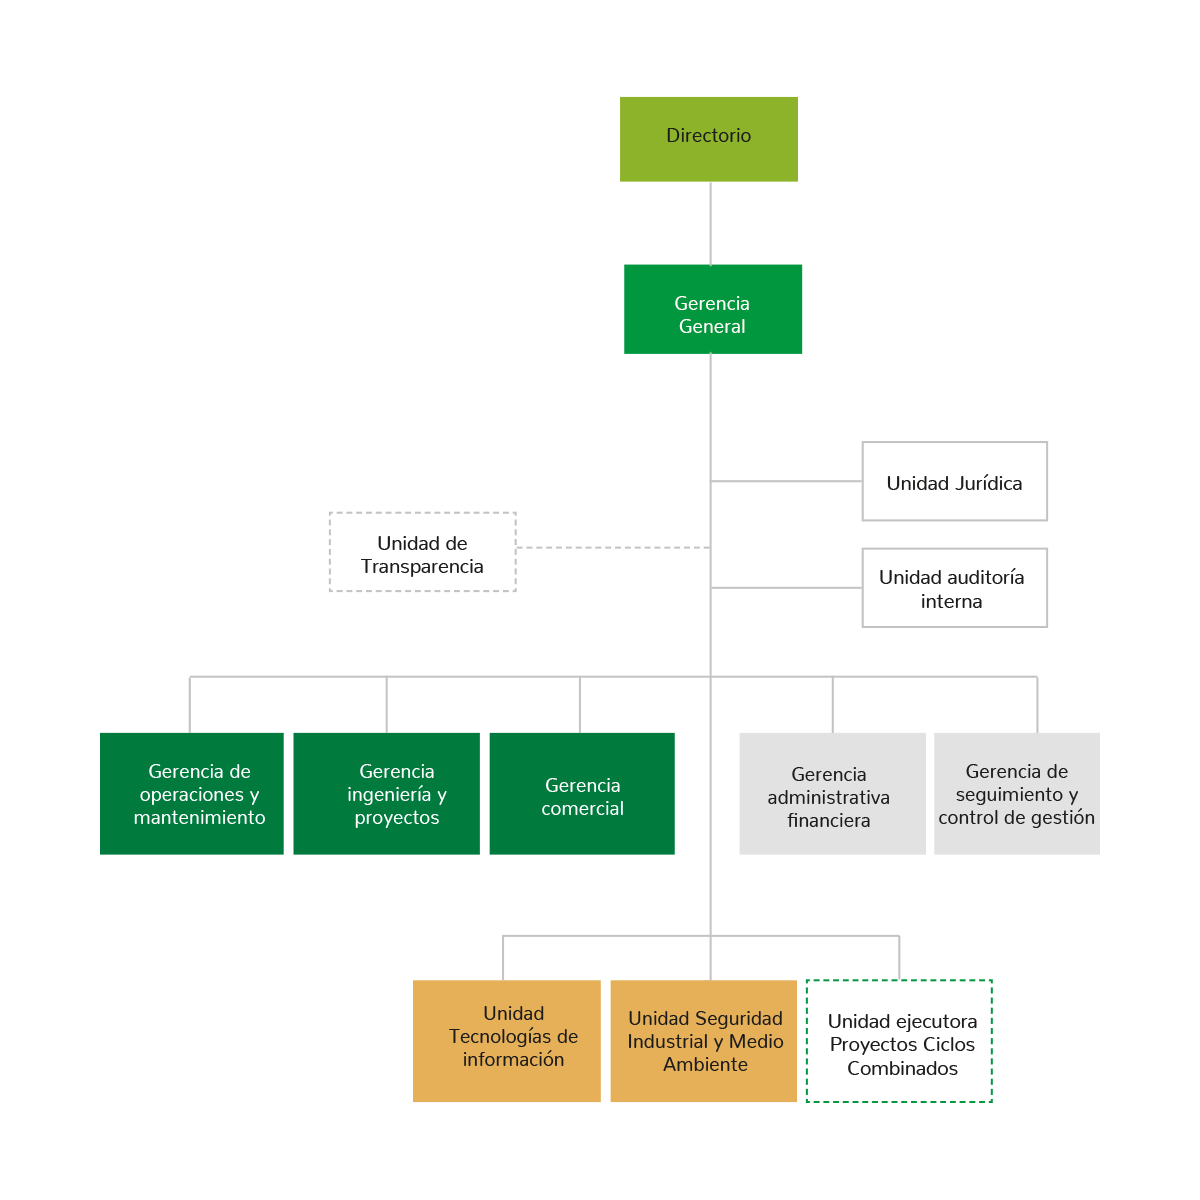 Directorio
Gerencia
General
Unidad Jurídica
Unidad de
Transparencia
Unidad auditoría
interna
Gerencia de
operaciones y
mantenimiento
Gerencia
ingeniería y
proyectos
Gerencia
comercial
Gerencia
administrativa
financiera
Gerencia de
seguimiento y
control de gestión
Unidad
Tecnologías de
información
Unidad Seguridad
Industrial y Medio
Ambiente
Unidad ejecutora
Proyectos Ciclos
Combinados